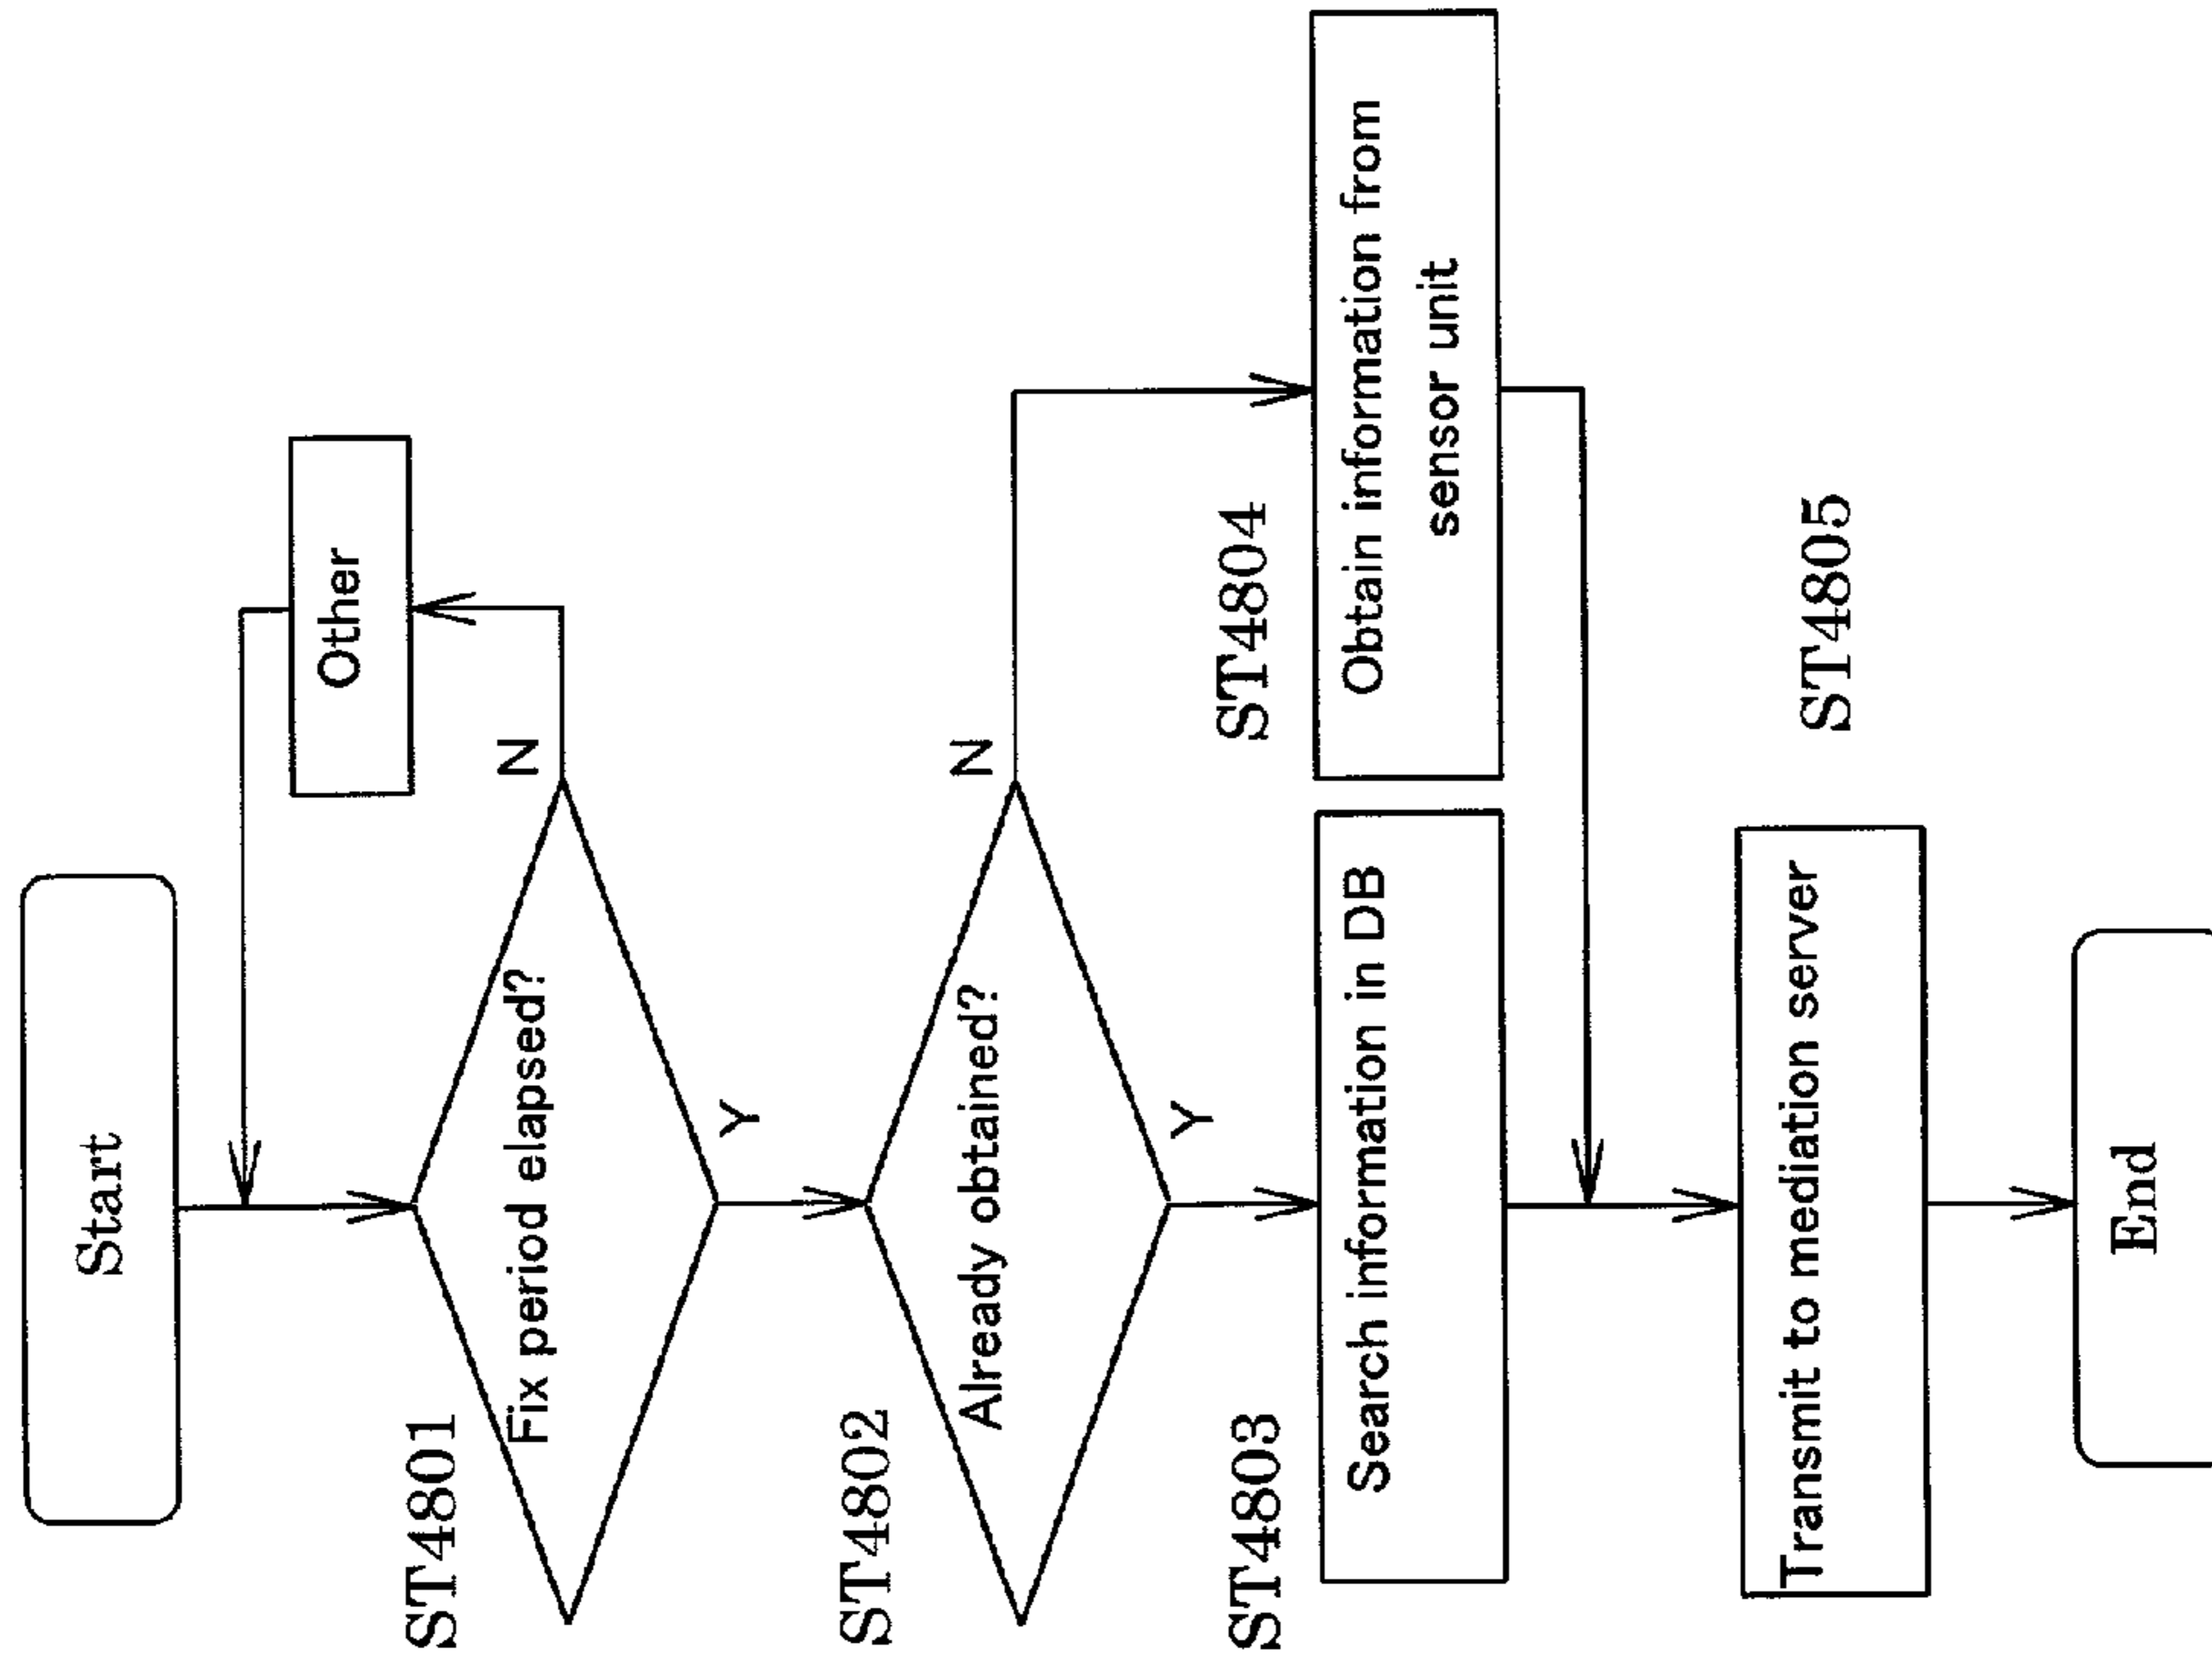 Start
Other
ST4801
Fix period elapsed?
N
Y
ST4802
Already obtained?
N
Y
ST4803
Search information in DB
ST4804
Obtain information from
sensor unit
ST4805
Transmit to mediation server
End